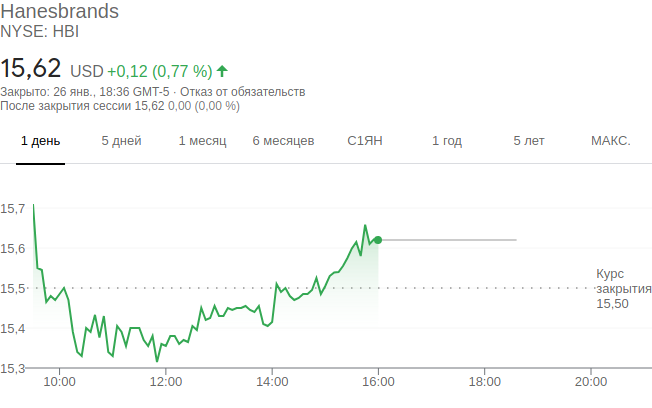 Hanesbrands
NYSE: HBI
15,62 USD +0,12 (0,77 %)
Закрыто: 26 янв., 18:36 GMT-5 · Отказ от обязательств
После закрытия сессии 15,62 0,00 (0,00 %)
1 день 5 дней 1 месяц 6 месяцев С1ЯН 1 год 5 лет МАКС.
15,7
15,6
15,5
15,4
15,3
Курс
закрытия
15,50
10:00 12:00 14:00 16:00 18:00 20:00